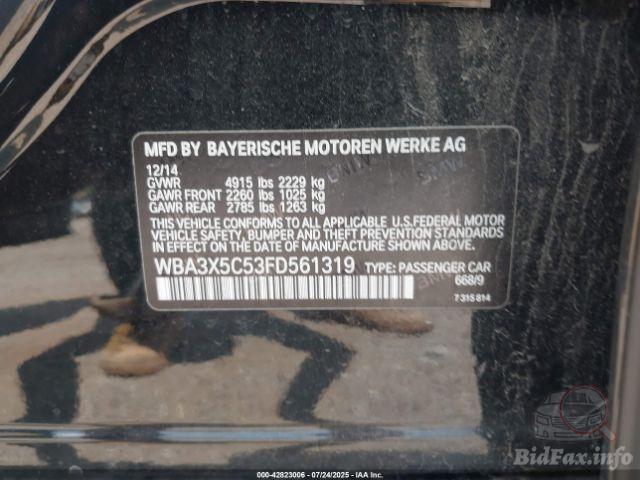 MFD BY BAYERISCHE MOTOREN WERKE AG
12/14
GVWR 4915 lbs 2229 kg
GAWR FRONT 2260 lbs 1025 kg
GAWR REAR 2785 lbs 1263 kg
THIS VEHICLE CONFORMS TO ALL APPLICABLE U.S.FEDERAL MOTOR
VEHICLE SAFETY, BUMPER AND THEFT PREVENTION STANDARDS
IN EFFECT ON THE DATE OF MANUFACTURE SHOWN ABOVE.
WBA3X5C53FD561319 TYPE: PASSENGER CAR
668/9
7 315 814
BidFax.info
000-42823006 - 07/24/2025 - IAA Inc.